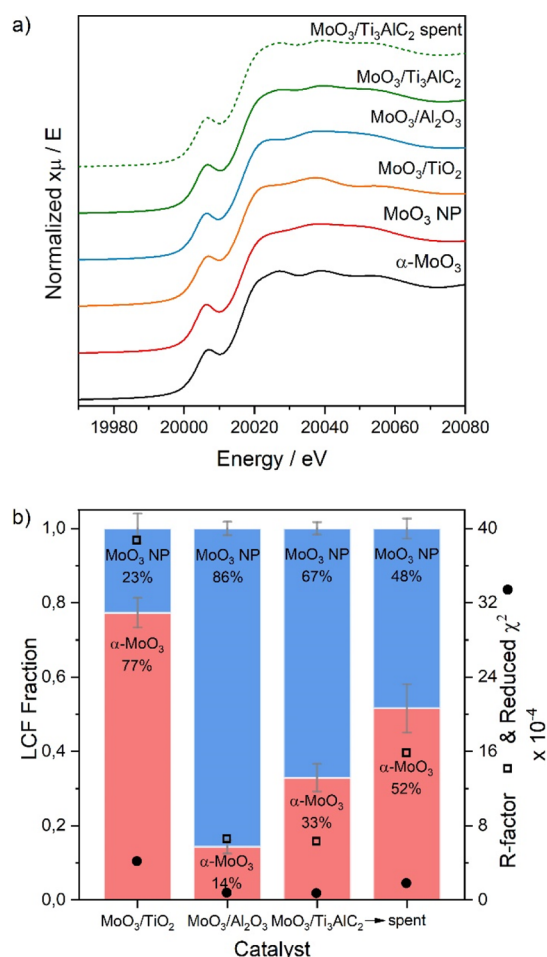 a)
MoO₃/Ti₃AlC₂ spent
MoO₃/Ti₃AlC₂
MoO₃/Al₂O₃
MoO₃/TiO₂
MoO₃ NP
α-MoO₃
Normalized xμ / E
19980 20000 20020 20040 20060 20080
Energy / eV
b)
1,0
0,8
0,6
0,4
0,2
0,0
LCF Fraction
MoO₃ NP
23%
α-MoO₃
77%
MoO₃ NP
86%
α-MoO₃
14%
MoO₃ NP
67%
α-MoO₃
33%
MoO₃ NP
48%
α-MoO₃
52%
40
32
24
16
8
0
R-factor & Reduced χ²
x 10⁻⁴
MoO₃/TiO₂ MoO₃/Al₂O₃ MoO₃/Ti₃AlC₂ → spent
Catalyst